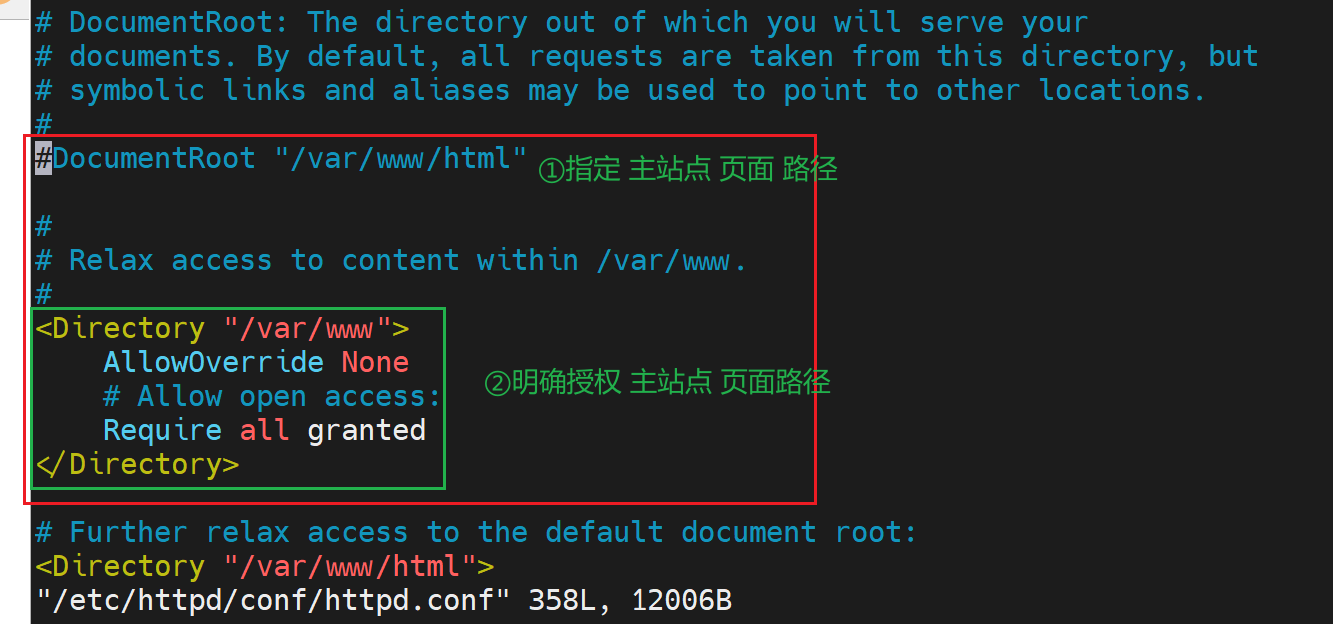 # DocumentRoot: The directory out of which you will serve your
# documents. By default, all requests are taken from this directory, but
# symbolic links and aliases may be used to point to other locations.
#
#DocumentRoot "/var/www/html" ①指定 主站点 页面 路径
#
# Relax access to content within /var/www.
#
<Directory "/var/www">
    AllowOverride None
    # Allow open access:
    Require all granted
</Directory>
②明确授权 主站点 页面路径
# Further relax access to the default document root:
<Directory "/var/www/html">
"/etc/httpd/conf/httpd.conf" 358L, 12006B